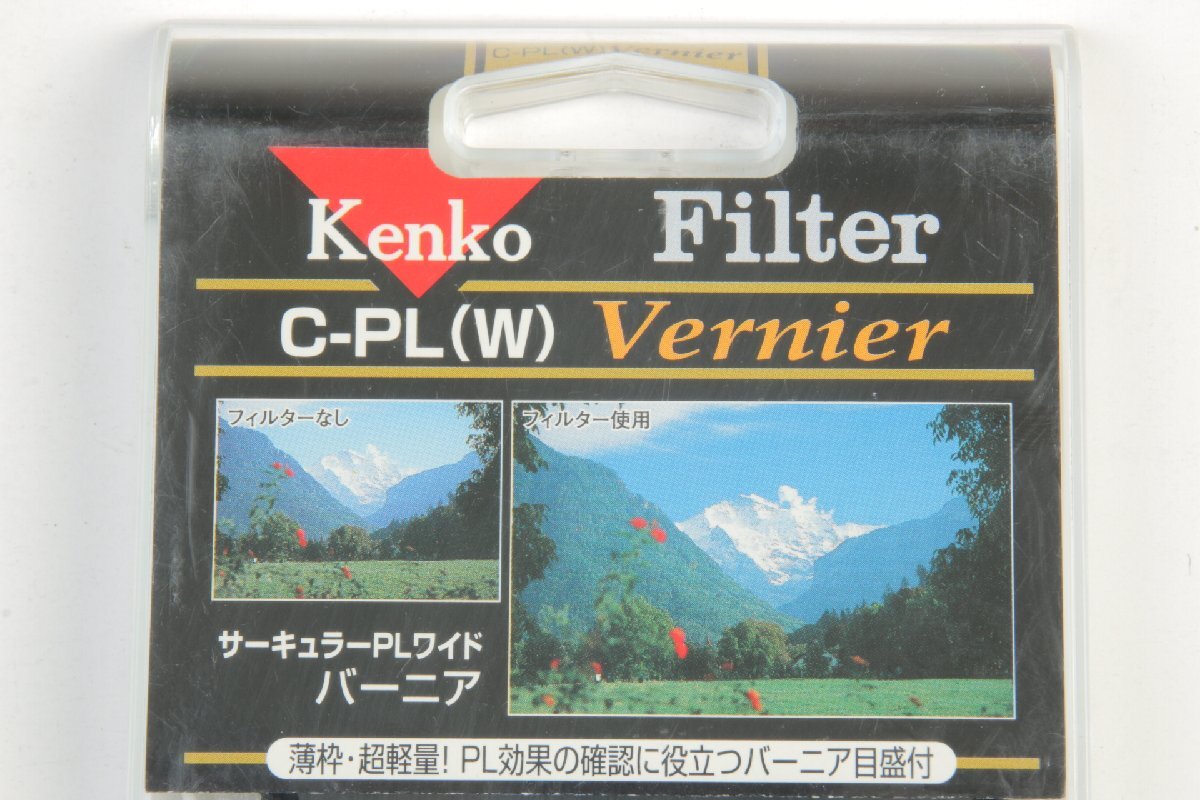 C-PL(W) Vernier
Kenko Filter
C-PL(W) Vernier
フィルターなし
フィルター使用
サーキュラーPLワイド
バーニア
薄枠・超軽量! PL効果の確認に役立つバーニア目盛付